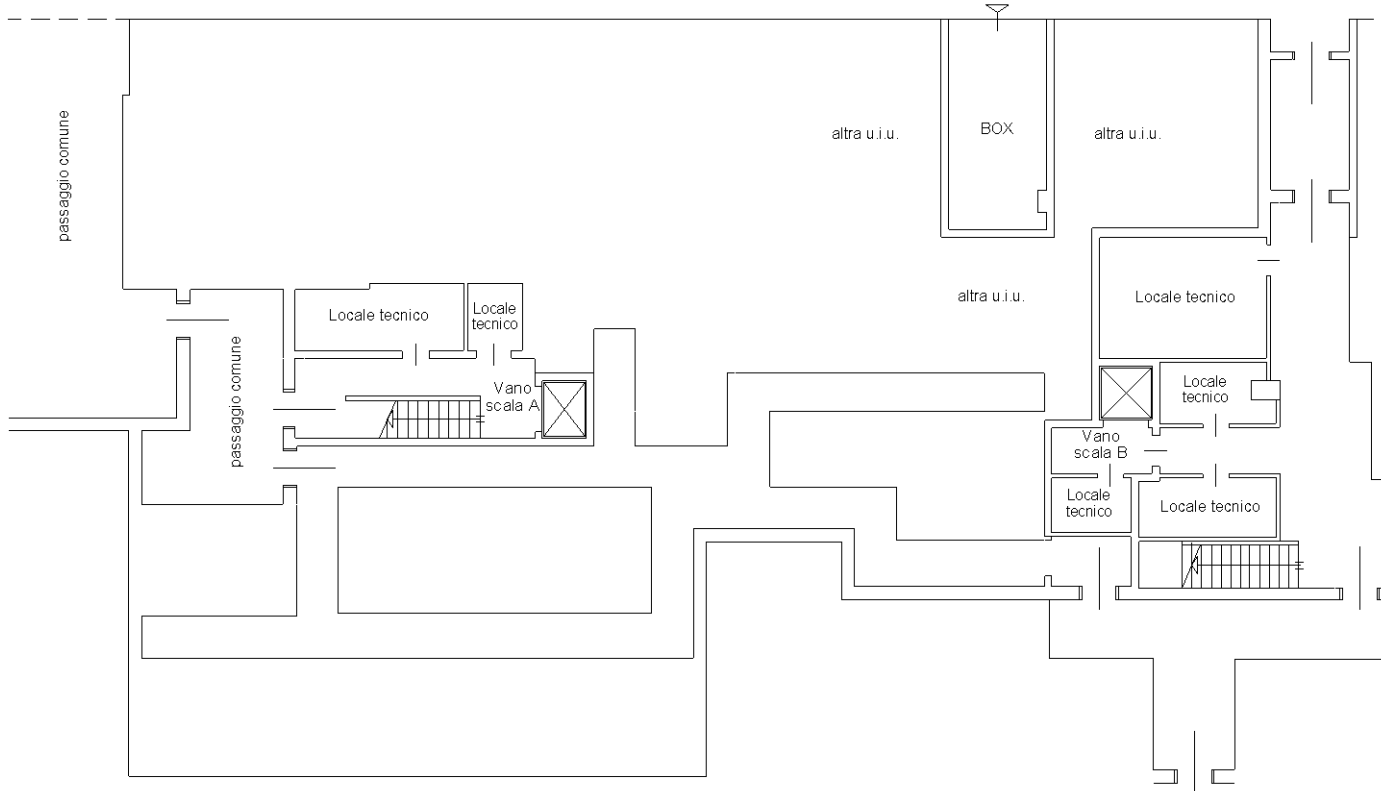 passaggio comune
altra u.i.u.
BOX
altra u.i.u.
altra u.i.u.
Locale tecnico
Locale tecnico
Locale
tecnico
passaggio comune
Vano
scala A
Locale
tecnico
Vano
scala B
Locale
tecnico
Locale tecnico